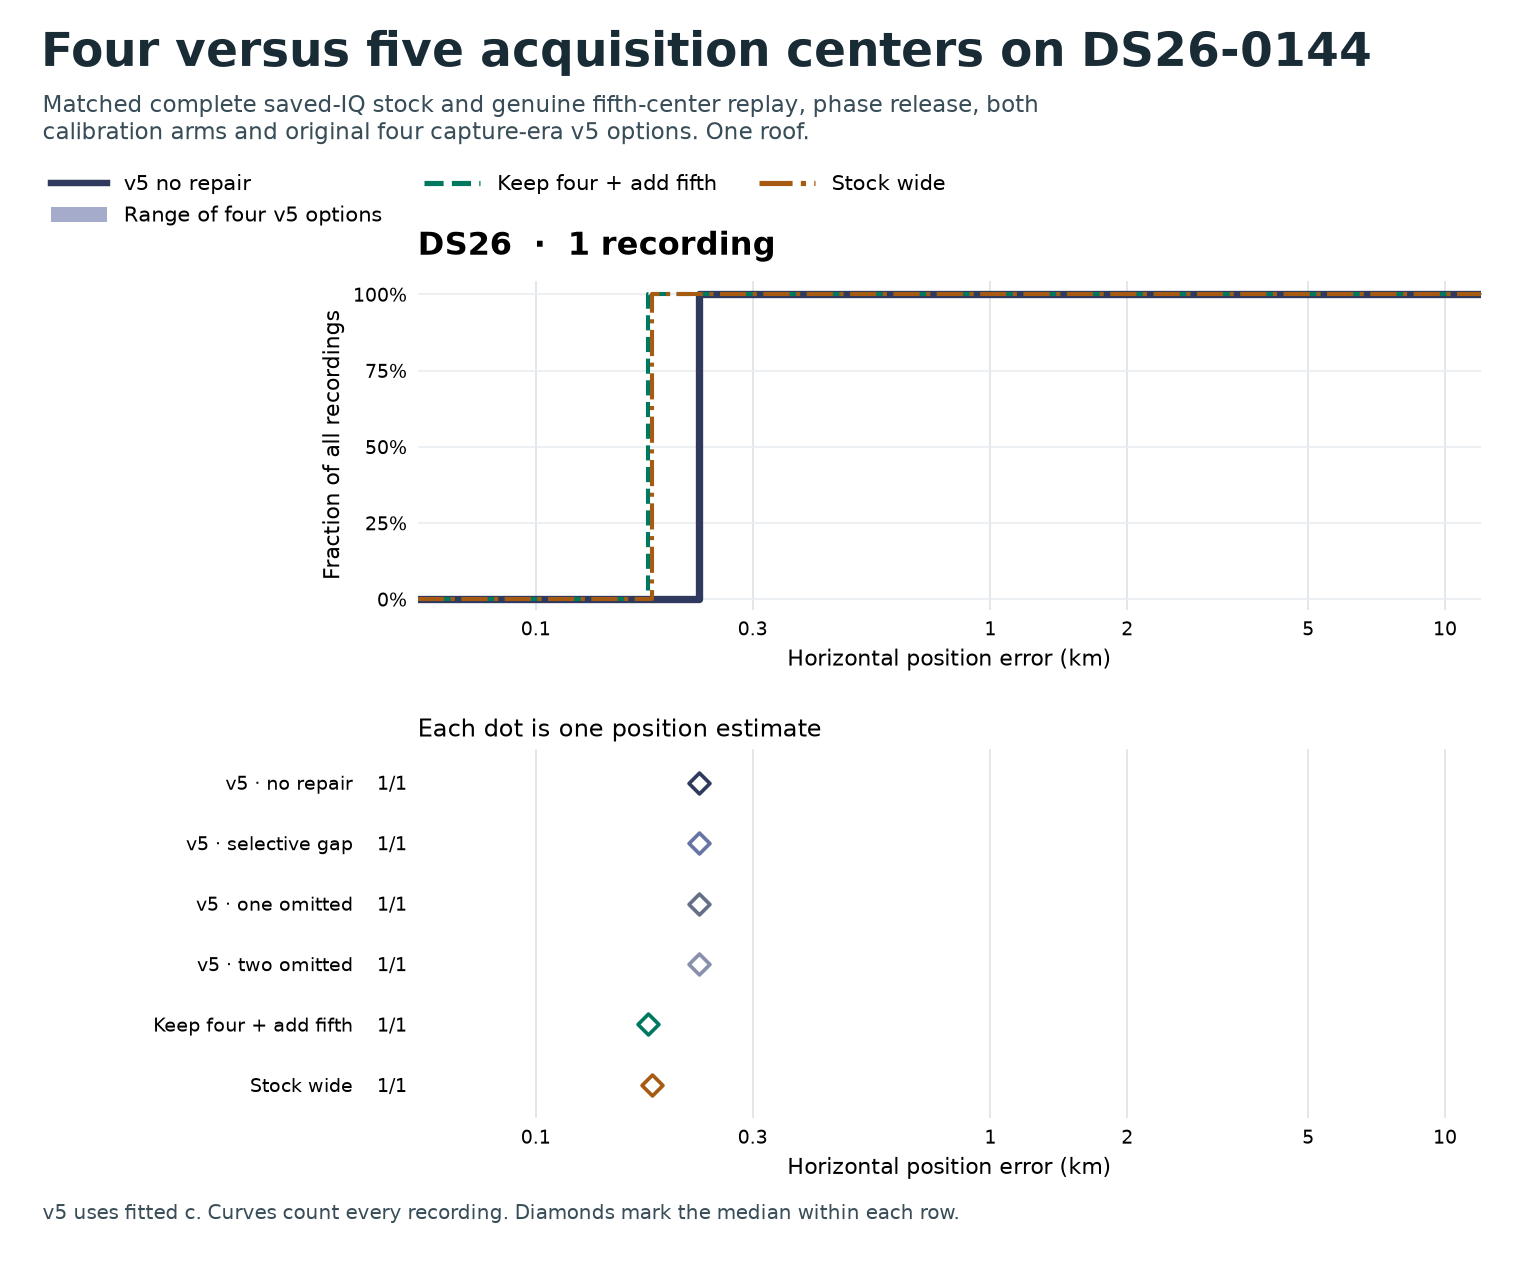 Four versus five acquisition centers on DS26-0144
Matched complete saved-IQ stock and genuine fifth-center replay, phase release, both
calibration arms and original four capture-era v5 options. One roof.
v5 no repair
Keep four + add fifth
Stock wide
Range of four v5 options
DS26 · 1 recording
Fraction of all recordings
100%
75%
50%
25%
0%
0.1 0.3 1 2 5 10
Horizontal position error (km)
Each dot is one position estimate
v5 · no repair 1/1
v5 · selective gap 1/1
v5 · one omitted 1/1
v5 · two omitted 1/1
Keep four + add fifth 1/1
Stock wide 1/1
0.1 0.3 1 2 5 10
Horizontal position error (km)
v5 uses fitted c. Curves count every recording. Diamonds mark the median within each row.